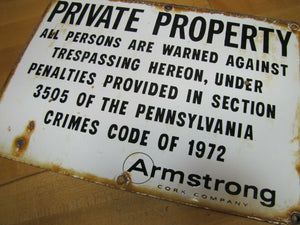 PRIVATE PROPERTY
ALL PERSONS ARE WARNED AGAINST
TRESPASSING HEREON, UNDER
PENALTIES PROVIDED IN SECTION
3505 OF THE PENNSYLVANIA
CRIMES CODE OF 1972
Armstrong
CORK COMPANY